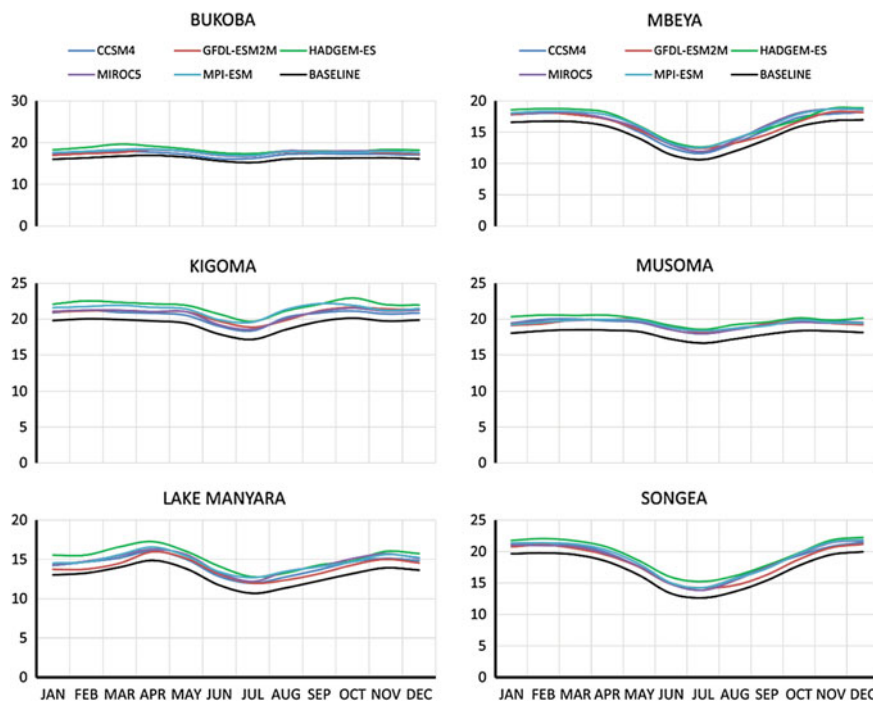 BUKOBA
CCSM4 GFDL-ESM2M HADGEM-ES
MIROC5 MPI-ESM BASELINE
30
20
10
0
MBEYA
CCSM4 GFDL-ESM2M HADGEM-ES
MIROC5 MPI-ESM BASELINE
20
15
10
5
0
KIGOMA
25
20
15
10
5
0
MUSOMA
25
20
15
10
5
0
LAKE MANYARA
20
15
10
5
0
JAN FEB MAR APR MAY JUN JUL AUG SEP OCT NOV DEC
SONGEA
25
20
15
10
5
0
JAN FEB MAR APR MAY JUN JUL AUG SEP OCT NOV DEC